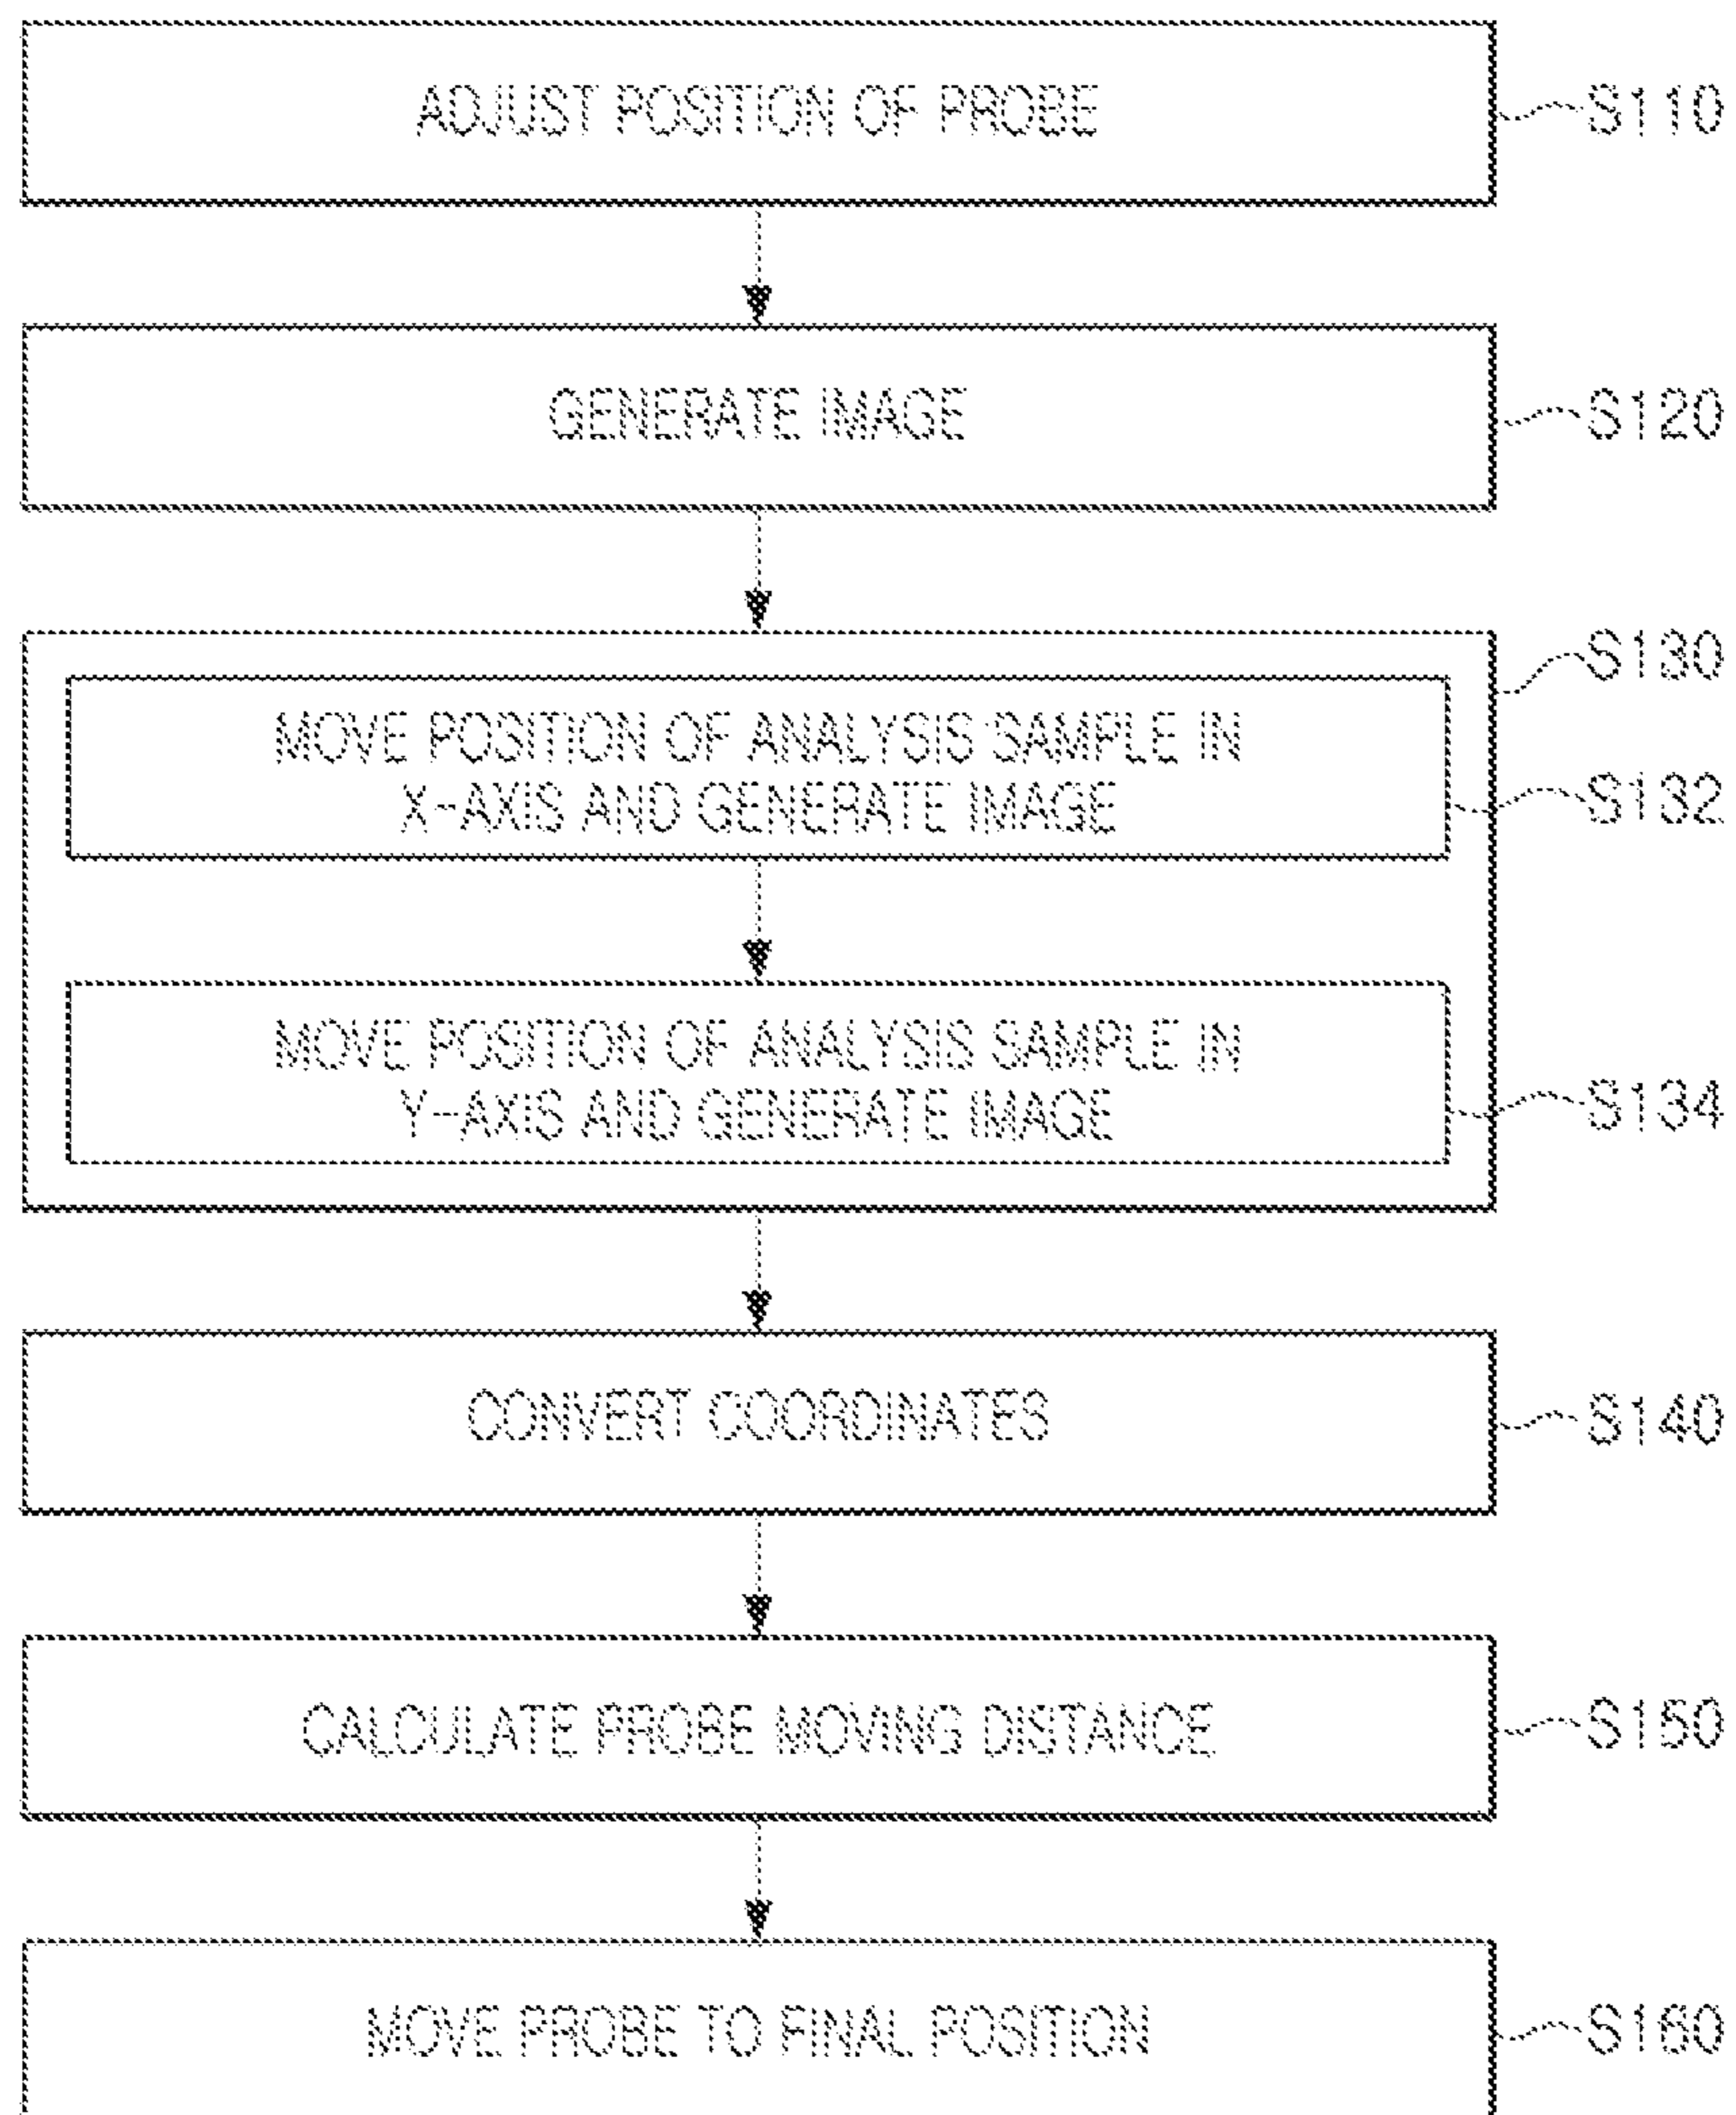 ADJUST POSITION OF PROBE
S110
GENERATE IMAGE
S120
S130
MOVE POSITION OF ANALYSIS SAMPLE IN
X-AXIS AND GENERATE IMAGE
S132
MOVE POSITION OF ANALYSIS SAMPLE IN
Y-AXIS AND GENERATE IMAGE
S134
CONVERT COORDINATES
S140
CALCULATE PROBE MOVING DISTANCE
S150
MOVE PROBE TO FINAL POSITION
S160